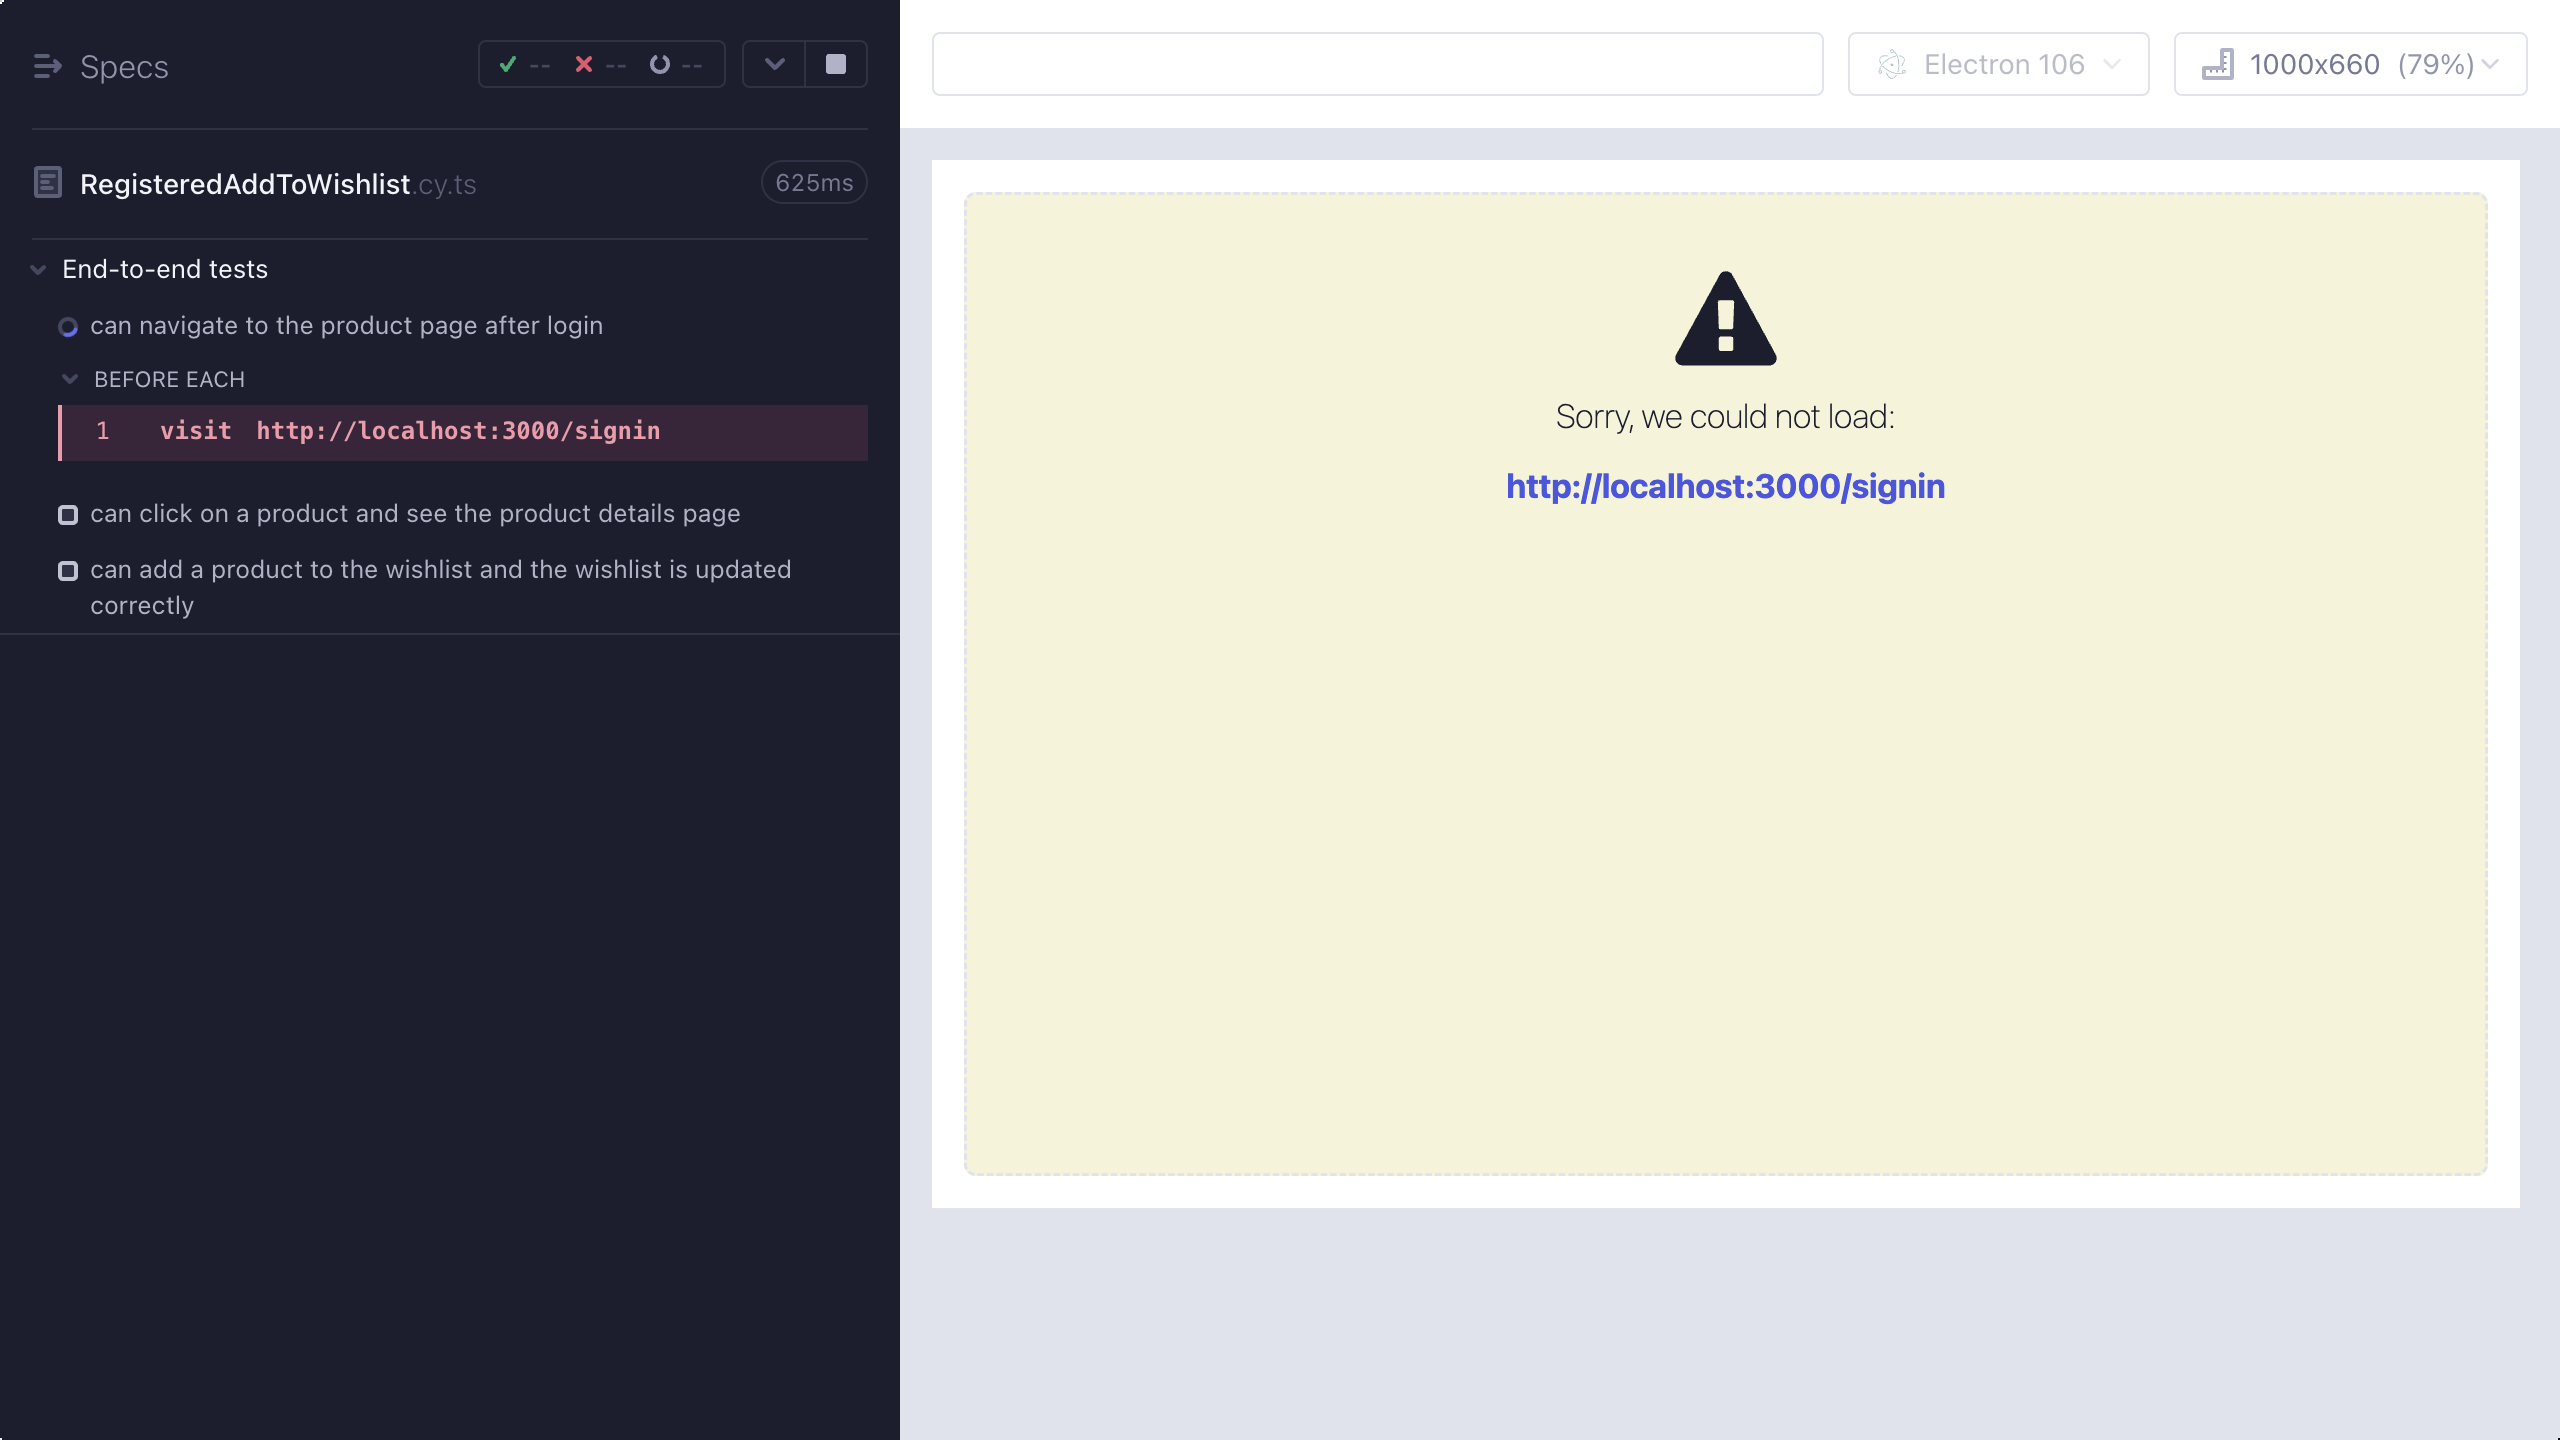 Specs
-- -- --
RegisteredAddToWishlist.cy.ts
625ms
End-to-end tests
can navigate to the product page after login
BEFORE EACH
1 visit http://localhost:3000/signin
can click on a product and see the product details page
can add a product to the wishlist and the wishlist is updated
correctly
Electron 106
1000x660 (79%)
Sorry, we could not load:
http://localhost:3000/signin